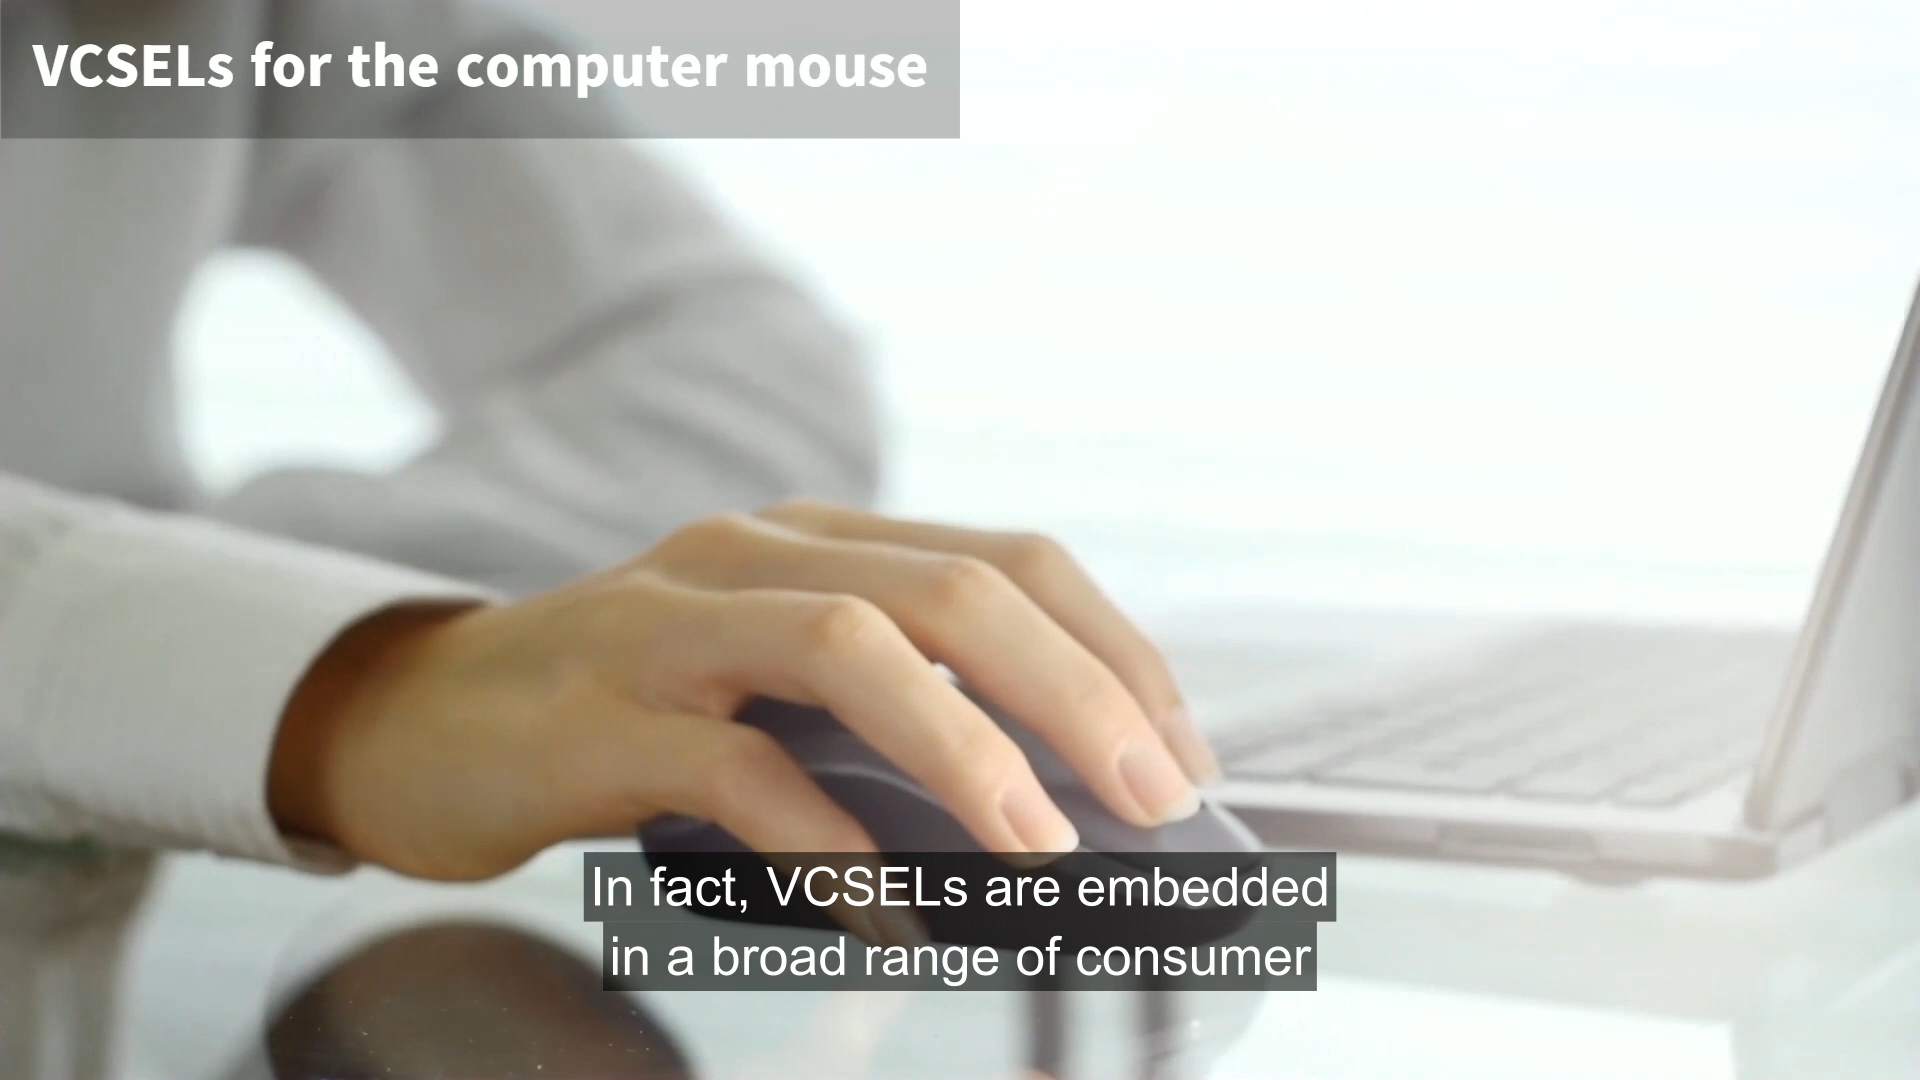 VCSELs for the computer mouse
In fact, VCSELs are embedded
in a broad range of consumer